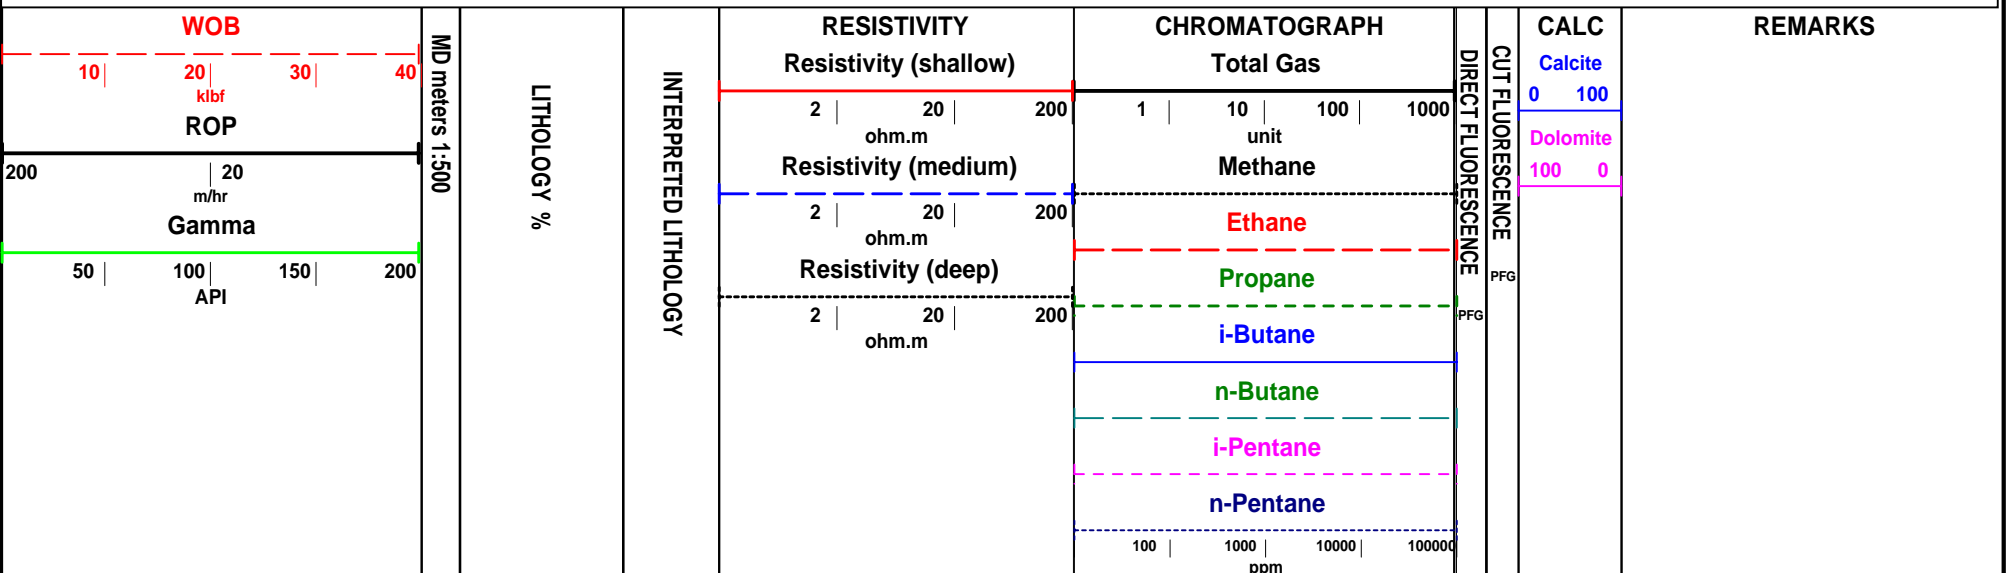 WOB
10 20 30 40
klbf
ROP
200 20
m/hr
Gamma
50 100 150 200
API
MD meters 1:500
LITHOLOGY %
INTERPRETED LITHOLOGY
RESISTIVITY
Resistivity (shallow)
2 20 200
ohm.m
Resistivity (medium)
2 20 200
ohm.m
Resistivity (deep)
2 20 200
ohm.m
CHROMATOGRAPH
Total Gas
1 10 100 1000
unit
Methane
Ethane
Propane
i-Butane
n-Butane
i-Pentane
n-Pentane
100 1000 10000 100000
ppm
DIRECT FLUORESCENCE
PFG
CUT FLUORESCENCE
PFG
CALC
Calcite
0 100
Dolomite
100 0
REMARKS